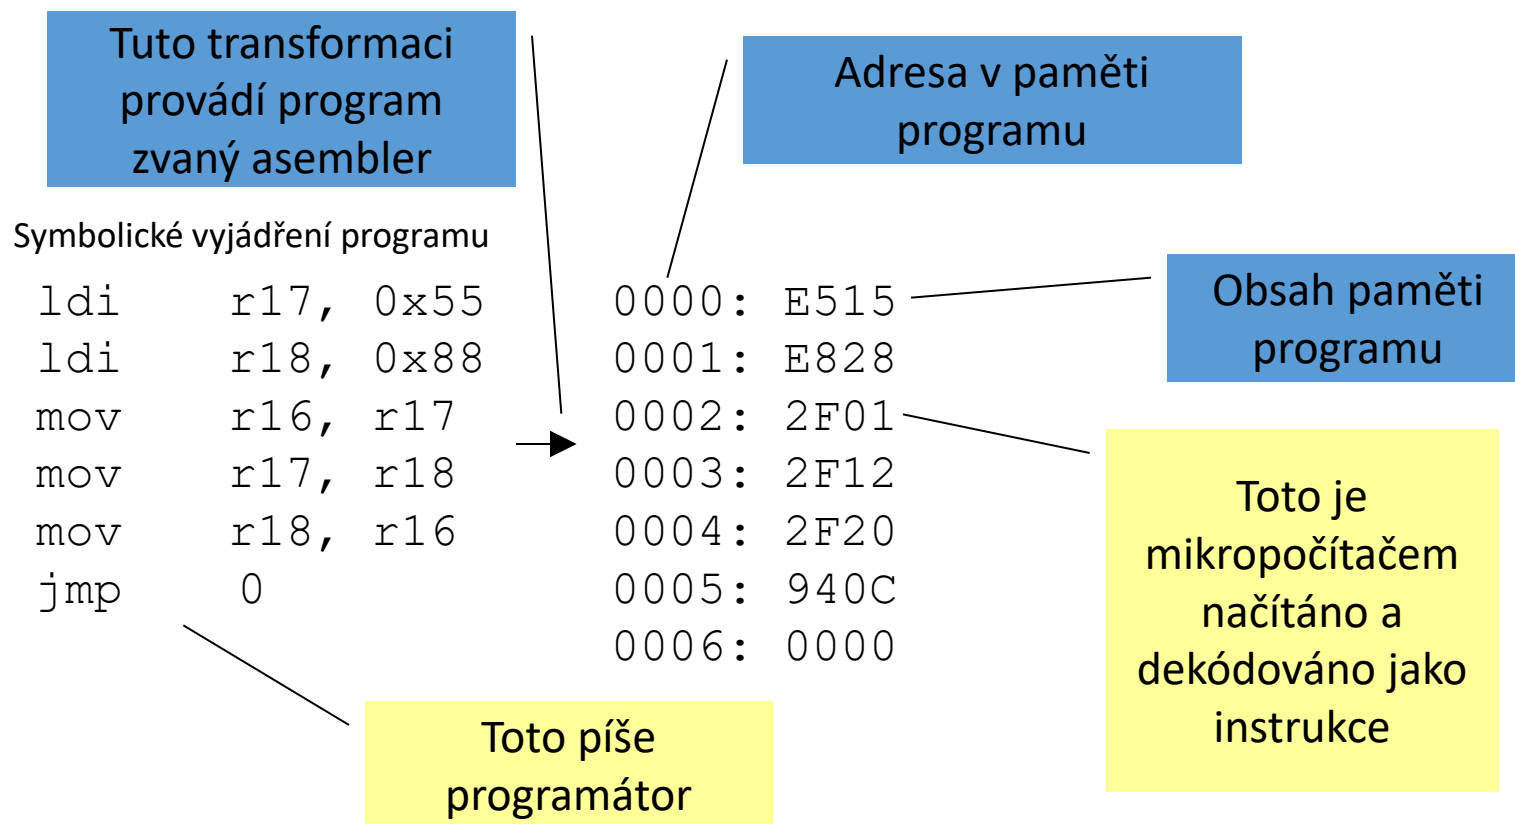 Tuto transformaci
provádí program
zvaný asembler
Adresa v paměti
programu
Symbolické vyjádření programu
ldi r17, 0x55
ldi r18, 0x88
mov r16, r17
mov r17, r18
mov r18, r16
jmp 0
0000: E515
0001: E828
0002: 2F01
0003: 2F12
0004: 2F20
0005: 940C
0006: 0000
Obsah paměti
programu
Toto je
mikropočítačem
načítáno a
dekódováno jako
instrukce
Toto píše
programátor